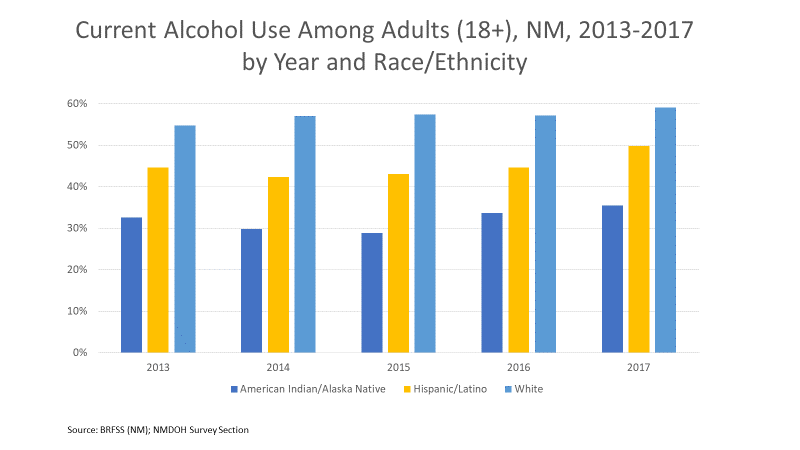 Current Alcohol Use Among Adults (18+), NM, 2013-2017
by Year and Race/Ethnicity
60%
50%
40%
30%
20%
10%
0%
2013 2014 2015 2016 2017
American Indian/Alaska Native Hispanic/Latino White
Source: BRFSS (NM); NMDOH Survey Section